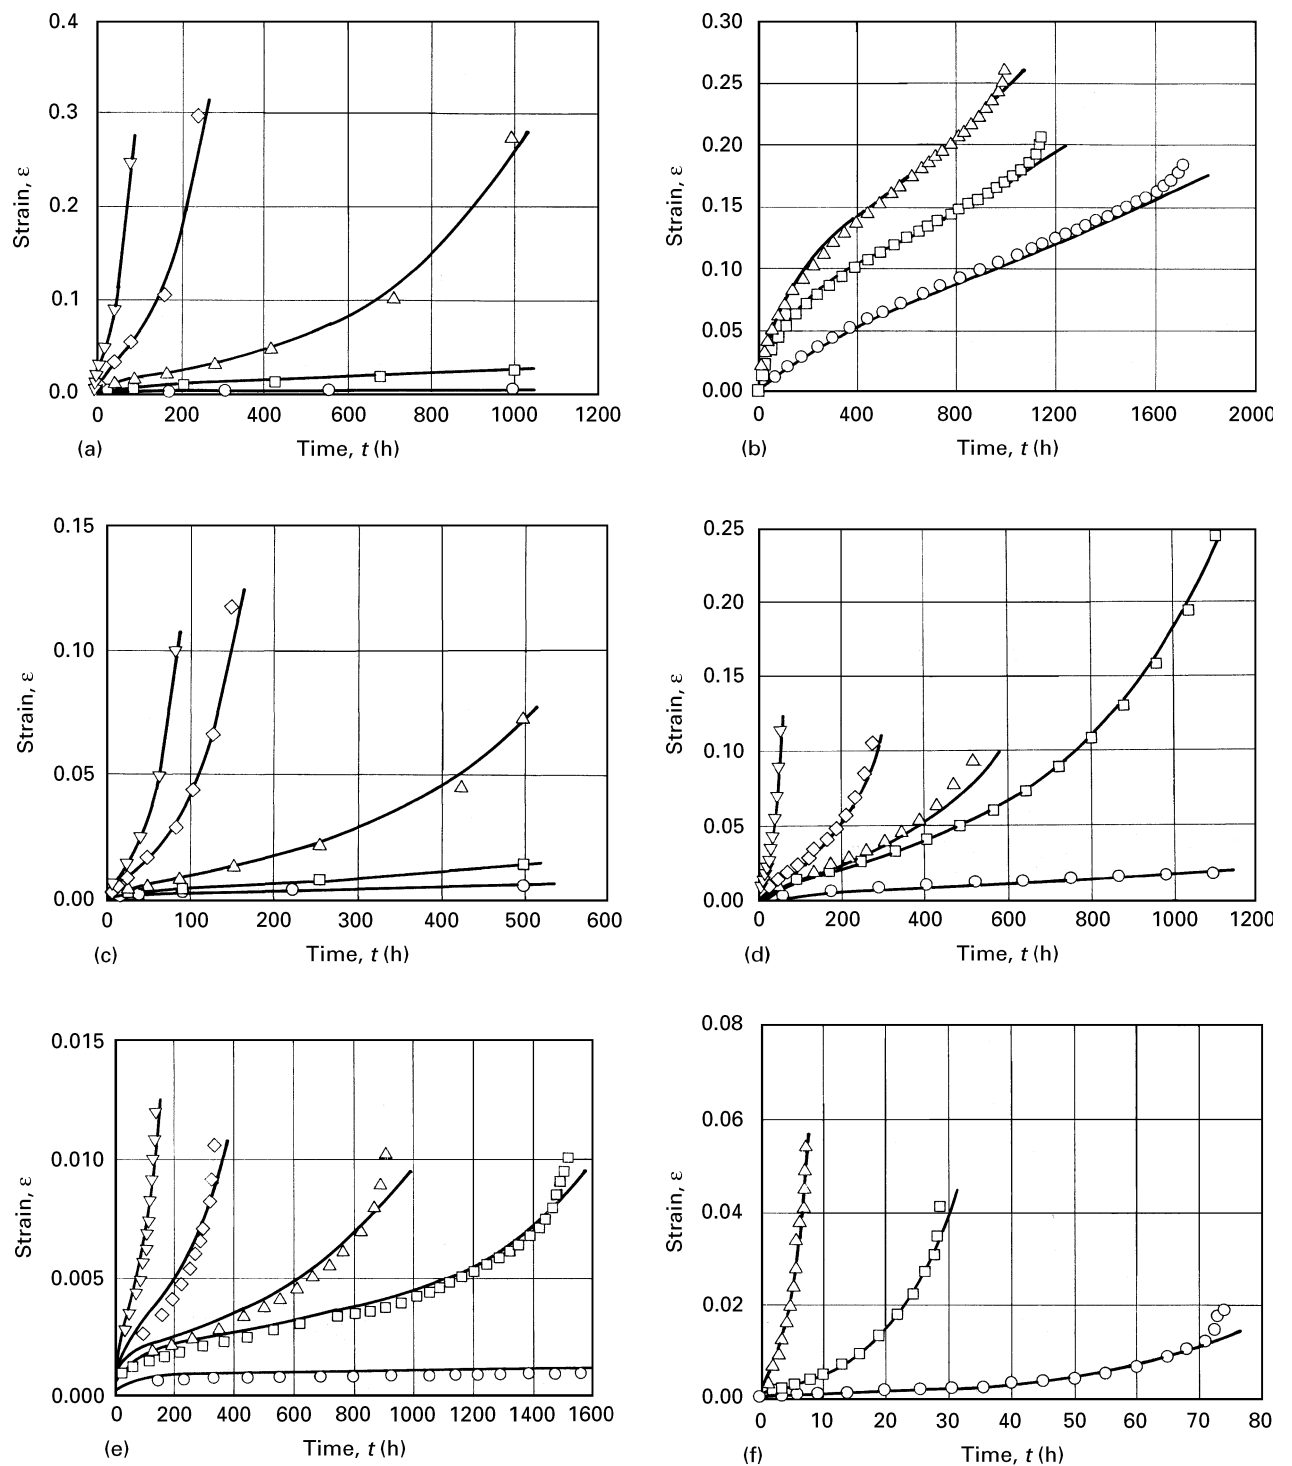 0.4
0.3
0.2
0.1
0.0
Strain, ε
0 200 400 600 800 1000 1200
(a) Time, t (h)
0.30
0.25
0.20
0.15
0.10
0.05
0.00
Strain, ε
0 400 800 1200 1600 2000
(b) Time, t (h)
0.15
0.10
0.05
0.00
Strain, ε
0 100 200 300 400 500 600
(c) Time, t (h)
0.25
0.20
0.15
0.10
0.05
0.00
Strain, ε
0 200 400 600 800 1000 1200
(d) Time, t (h)
0.015
0.010
0.005
0.000
Strain, ε
0 200 400 600 800 1000 1200 1400 1600
(e) Time, t (h)
0.08
0.06
0.04
0.02
0.00
Strain, ε
0 10 20 30 40 50 60 70 80
(f) Time, t (h)